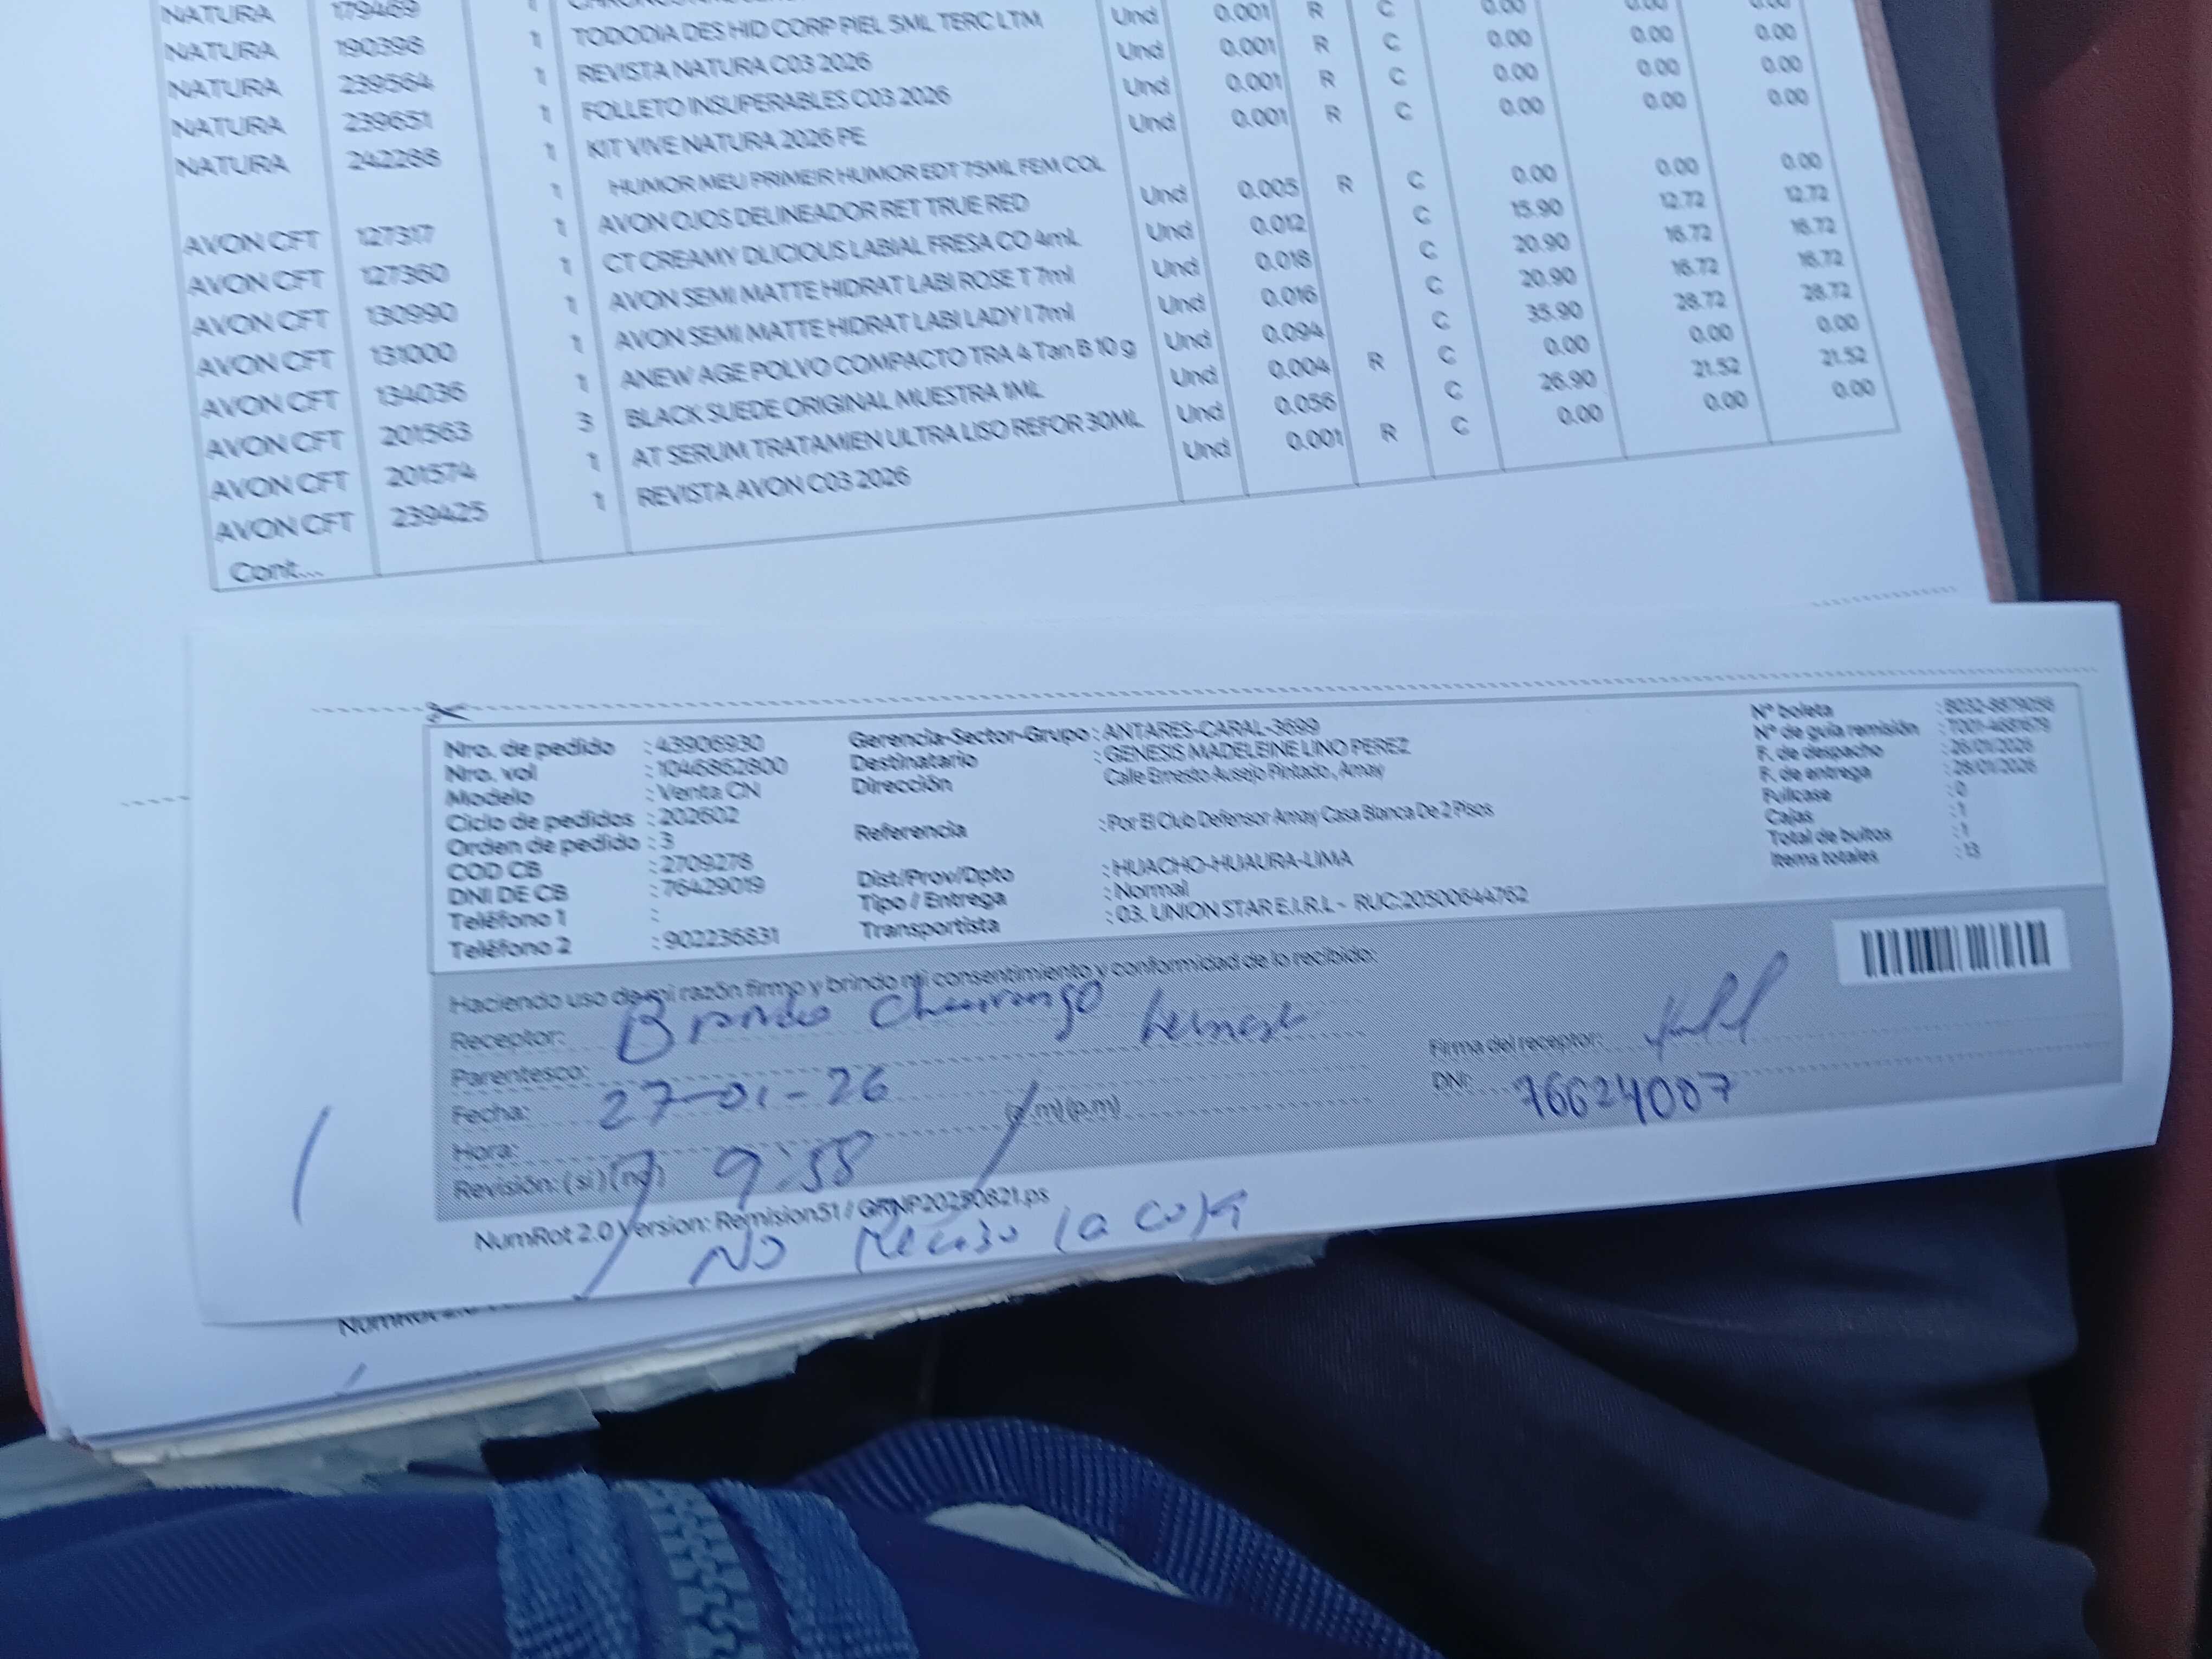 NATURA 179469 1
NATURA 190396 1 TODODIA DES HID CORP PIEL 5ML TERC LTM Und 0.001 R C 0.00 0.00 0.00
NATURA 239564 1 REVISTA NATURA C03 2026 Und 0.001 R C 0.00 0.00 0.00
NATURA 239651 1 FOLLETO INSUPERABLES C03 2026 Und 0.001 R C 0.00 0.00 0.00
NATURA 242288 1 KIT VIVE NATURA 2026 PE Und 0.001 R C 0.00 0.00 0.00
1 HUMOR MEU PRIMEIR HUMOR EDT 75ML FEM COL
AVON CFT 127317 1 AVON OJOS DELINEADOR RET TRUE RED Und 0.005 R C 0.00 0.00 0.00
AVON CFT 127360 1 CT CREAMY DLICIOUS LABIAL FRESA CO 4mL Und 0.012 C 15.90 12.72 12.72
AVON CFT 130990 1 AVON SEMI MATTE HIDRAT LABI ROSE T 7ml Und 0.018 C 20.90 16.72 16.72
AVON CFT 131000 1 AVON SEMI MATTE HIDRAT LABI LADY I 7ml Und 0.016 C 20.90 16.72 16.72
AVON CFT 134036 1 ANEW AGE POLVO COMPACTO TRA 4 Tan B 10 g Und 0.094 C 35.90 28.72 28.72
AVON CFT 201563 3 BLACK SUEDE ORIGINAL MUESTRA 1ML Und 0.004 R C 0.00 0.00 0.00
AVON CFT 201574 1 AT SERUM TRATAMIEN ULTRA LISO REFOR 30ML Und 0.056 C 26.90 21.52 21.52
AVON CFT 239425 1 REVISTA AVON C03 2026 Und 0.001 R C 0.00 0.00 0.00
Cont...
Nro. de pedido : 43906930
Nro. vol : 1046862800
Modelo : Venta CN
Ciclo de pedidos : 202602
Orden de pedido : 3
COD CB : 2709278
DNI DE CB : 76429019
Teléfono 1 :
Teléfono 2 : 902236831
Gerencia-Sector-Grupo : ANTARES-CARAL-3699
Destinatario : GENESIS MADELEINE LINO PEREZ
Dirección Calle Ernesto Ausejo Pintado, Amay
Referencia : Por El Club Defensor Amay Casa Blanca De 2 Pisos
Dist/Prov/Dpto : HUACHO-HUAURA-LIMA
Tipo / Entrega : Normal
Transportista : 03. UNION STAR E.I.R.L - RUC:20500644762
N° boleta
N° de guía remisión
F. de despacho : 26/01/2026
F. de entrega : 28/01/2026
Fullcase : 0
Cajas : 1
Total de bultos : 1
Items totales : 13
Haciendo uso de mi razón firmo y brindo mi consentimiento y conformidad de lo recibido:
Receptor:
Parentesco:
Fecha: 27-01-26
Hora: 9:58 (a.m)(p.m)
Revisión: (si) (no)
Firma del receptor:
DNI: 76624007
NumRot 2.0 Version: Remision51 / GRNP20250821.ps
No la